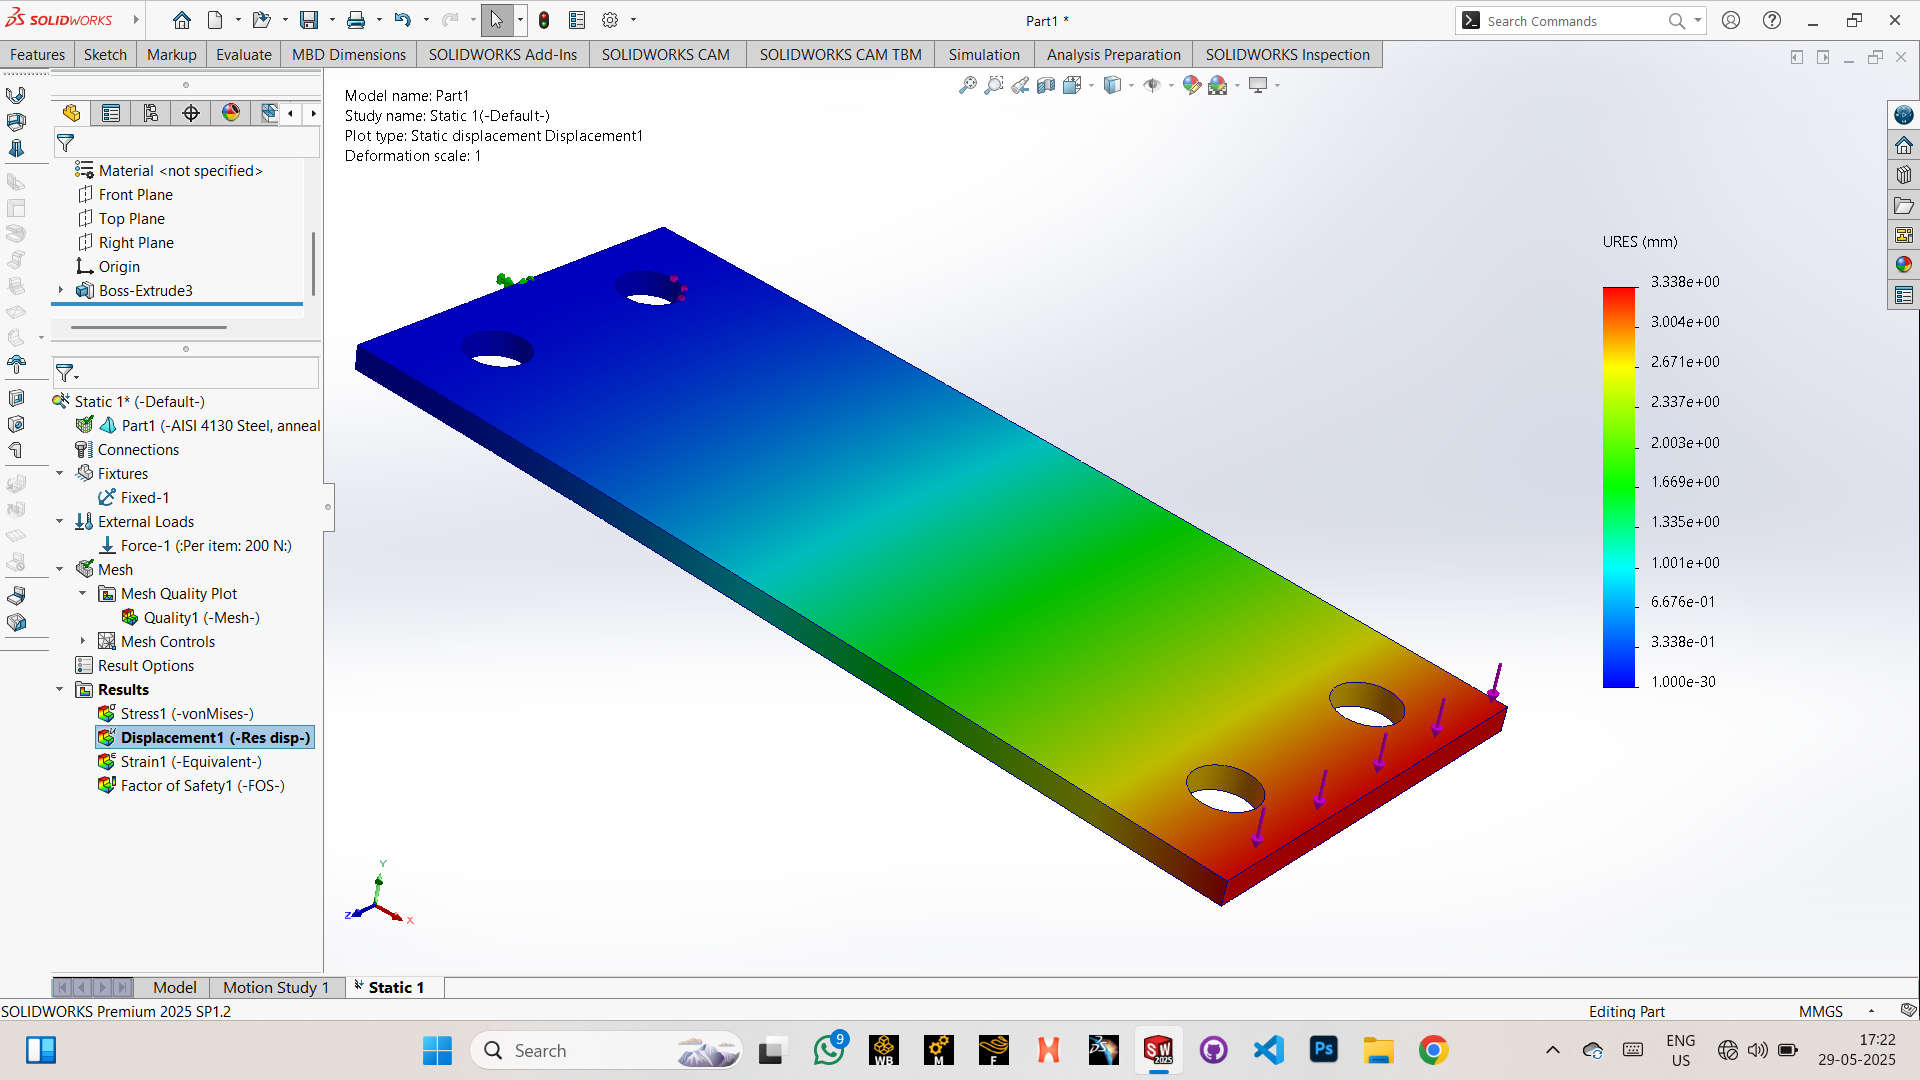 SOLIDWORKS
Part1 *
Search Commands
Features
Sketch
Markup
Evaluate
MBD Dimensions
SOLIDWORKS Add-Ins
SOLIDWORKS CAM
SOLIDWORKS CAM TBM
Simulation
Analysis Preparation
SOLIDWORKS Inspection
Material <not specified>
Front Plane
Top Plane
Right Plane
Origin
Boss-Extrude3
Static 1* (-Default-)
Part1 (-AISI 4130 Steel, anneal
Connections
Fixtures
Fixed-1
External Loads
Force-1 (:Per item: 200 N:)
Mesh
Mesh Quality Plot
Quality1 (-Mesh-)
Mesh Controls
Result Options
Results
Stress1 (-vonMises-)
Displacement1 (-Res disp-)
Strain1 (-Equivalent-)
Factor of Safety1 (-FOS-)
Model name: Part1
Study name: Static 1(-Default-)
Plot type: Static displacement Displacement1
Deformation scale: 1
URES (mm)
3.338e+00
3.004e+00
2.671e+00
2.337e+00
2.003e+00
1.669e+00
1.335e+00
1.001e+00
6.676e-01
3.338e-01
1.000e-30
Y
Z
X
Model
Motion Study 1
Static 1
SOLIDWORKS Premium 2025 SP1.2
Editing Part
MMGS
Search
9
WB
M
F
SW
2025
Ps
ENG
US
17:22
29-05-2025